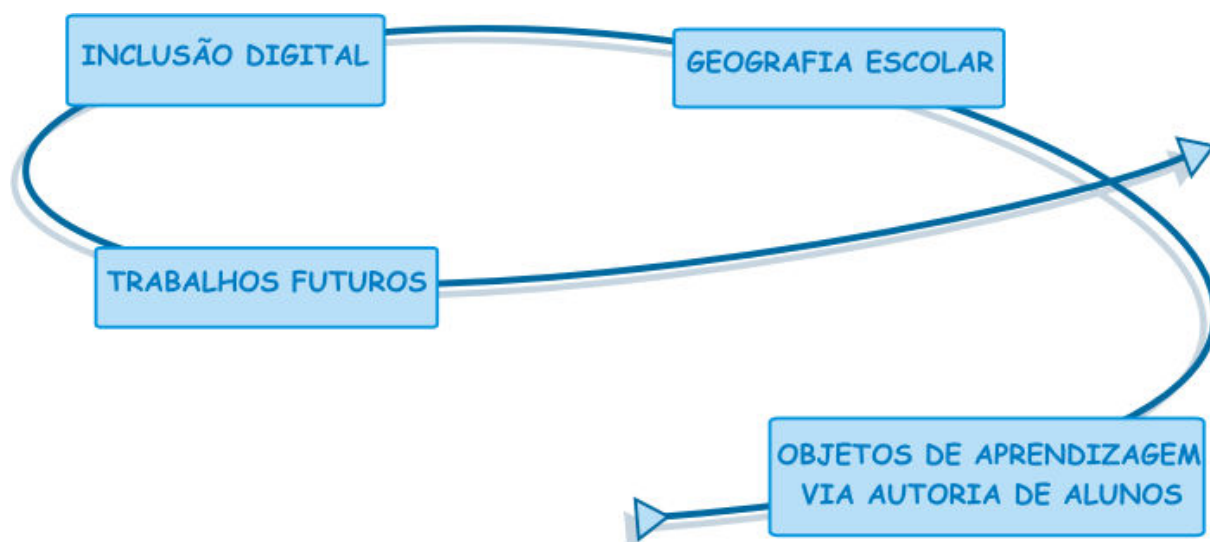 INCLUSÃO DIGITAL
GEOGRAFIA ESCOLAR
TRABALHOS FUTUROS
OBJETOS DE APRENDIZAGEM
VIA AUTORIA DE ALUNOS